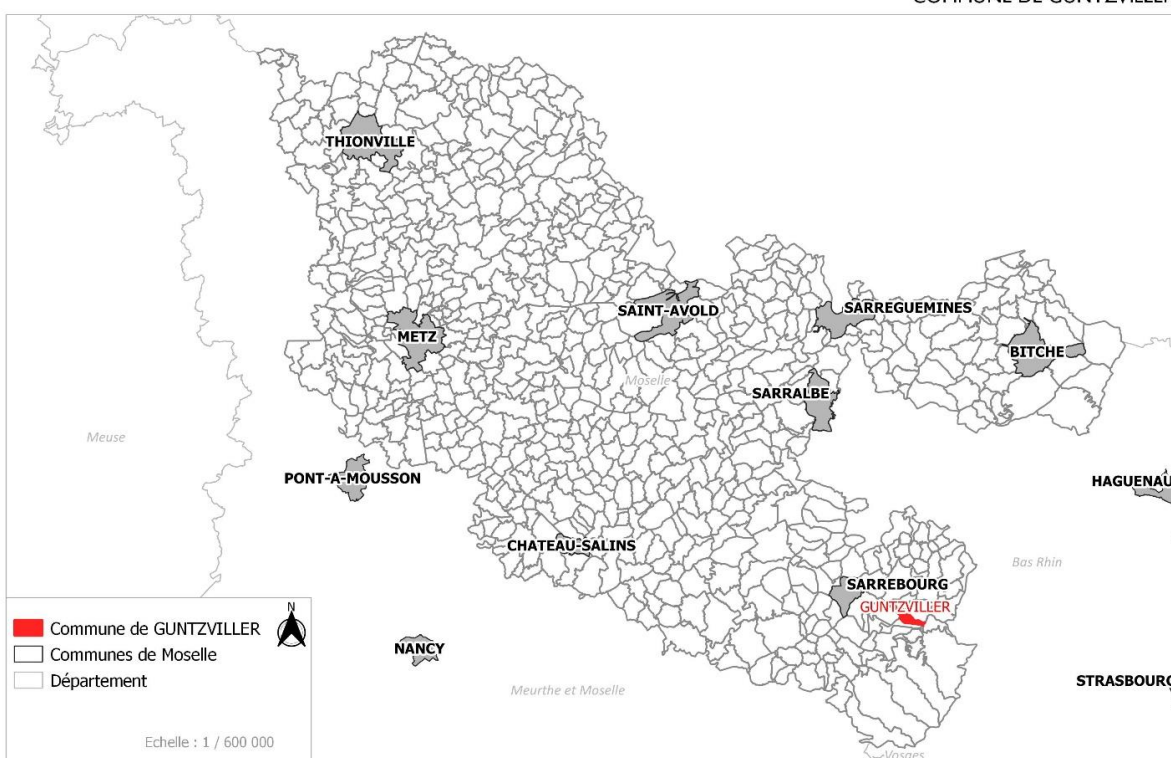 COMMUNE DE GUNTZVILLER
THIONVILLE
SAINT-AVOLD
SARREGUEMINES
METZ
BITCHE
Moselle
SARRALBE
Meuse
PONT-A-MOUSSON
HAGUENAU
CHATEAU-SALINS
Bas Rhin
SARREBOURG
GUNTZVILLER
N
Commune de GUNTZVILLER
Communes de Moselle
Département
NANCY
STRASBOURG
Meurthe et Moselle
Echelle : 1 / 600 000
Vosges